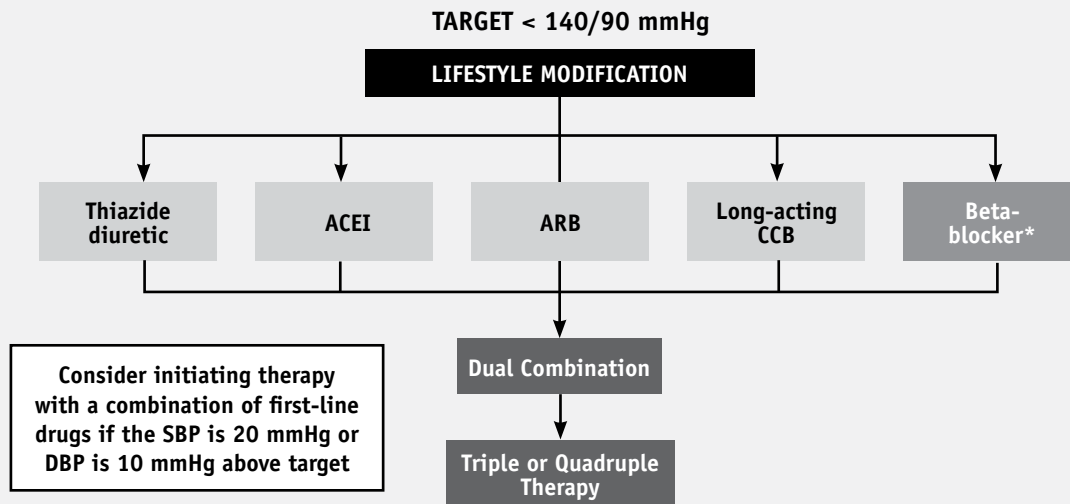 TARGET < 140/90 mmHg
LIFESTYLE MODIFICATION
Thiazide
diuretic
ACEI
ARB
Long-acting
CCB
Beta-
blocker*
Dual Combination
Consider initiating therapy
with a combination of first-line
drugs if the SBP is 20 mmHg or
DBP is 10 mmHg above target
Triple or Quadruple
Therapy